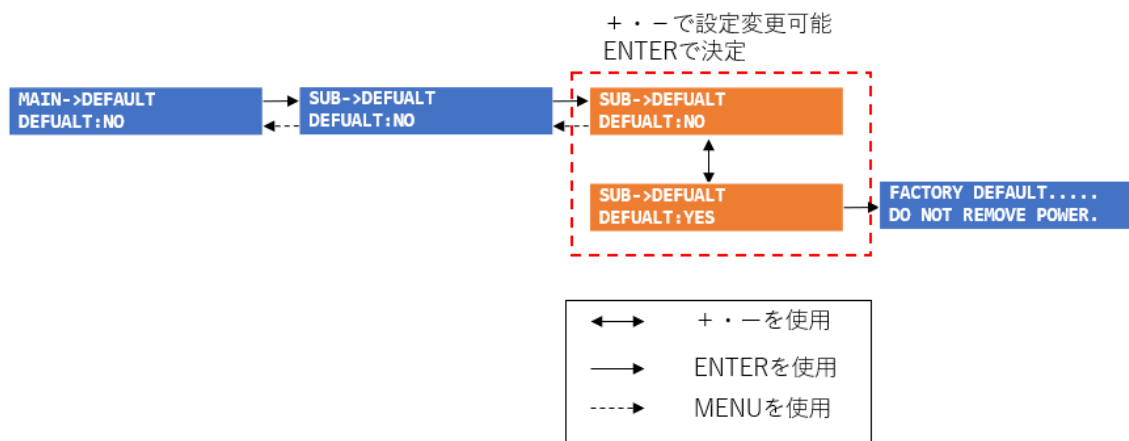 ＋・－で設定変更可能
ENTERで決定
MAIN->DEFAULT
DEFUALT:NO
SUB->DEFUALT
DEFUALT:NO
SUB->DEFUALT
DEFUALT:NO
SUB->DEFUALT
DEFUALT:YES
FACTORY DEFAULT.....
DO NOT REMOVE POWER.
＋・－を使用
ENTERを使用
MENUを使用